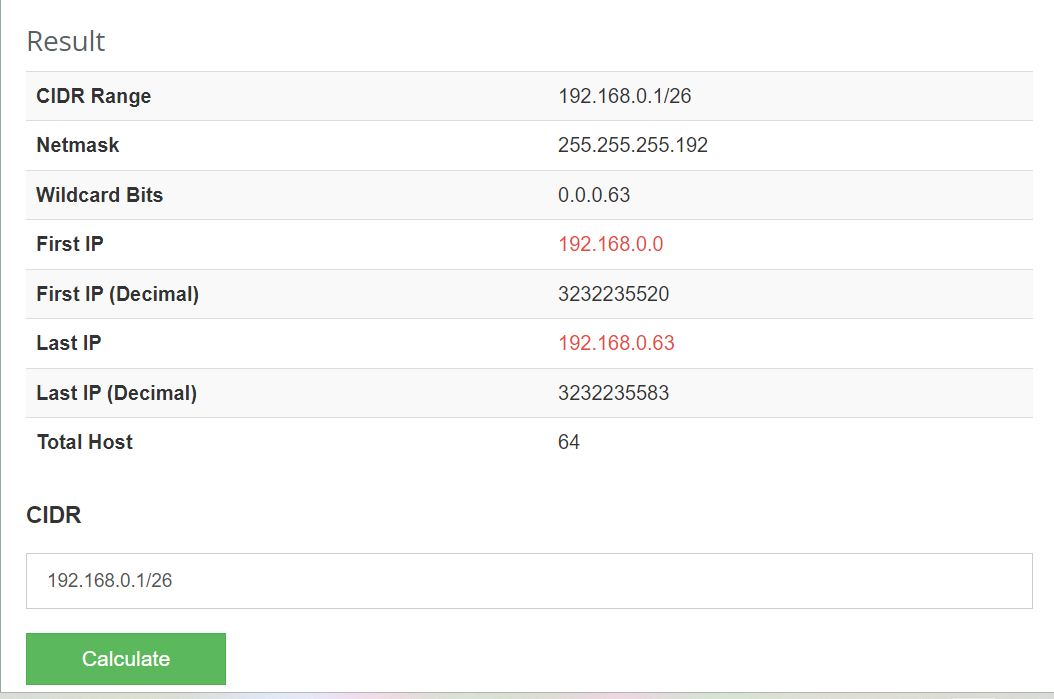 Result
CIDR Range 192.168.0.1/26
Netmask 255.255.255.192
Wildcard Bits 0.0.0.63
First IP 192.168.0.0
First IP (Decimal) 3232235520
Last IP 192.168.0.63
Last IP (Decimal) 3232235583
Total Host 64
CIDR
192.168.0.1/26
Calculate